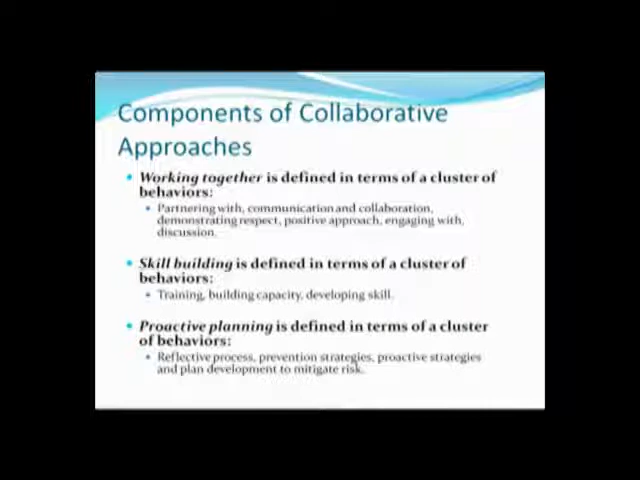 Components of Collaborative
Approaches
Working together is defined in terms of a cluster of
behaviors:
Partnering with, communication and collaboration,
demonstrating respect, positive approach, engaging with,
discussion.
Skill building is defined in terms of a cluster of
behaviors:
Training, building capacity, developing skill.
Proactive planning is defined in terms of a cluster
of behaviors:
Reflective process, prevention strategies, proactive strategies
and plan development to mitigate risk.